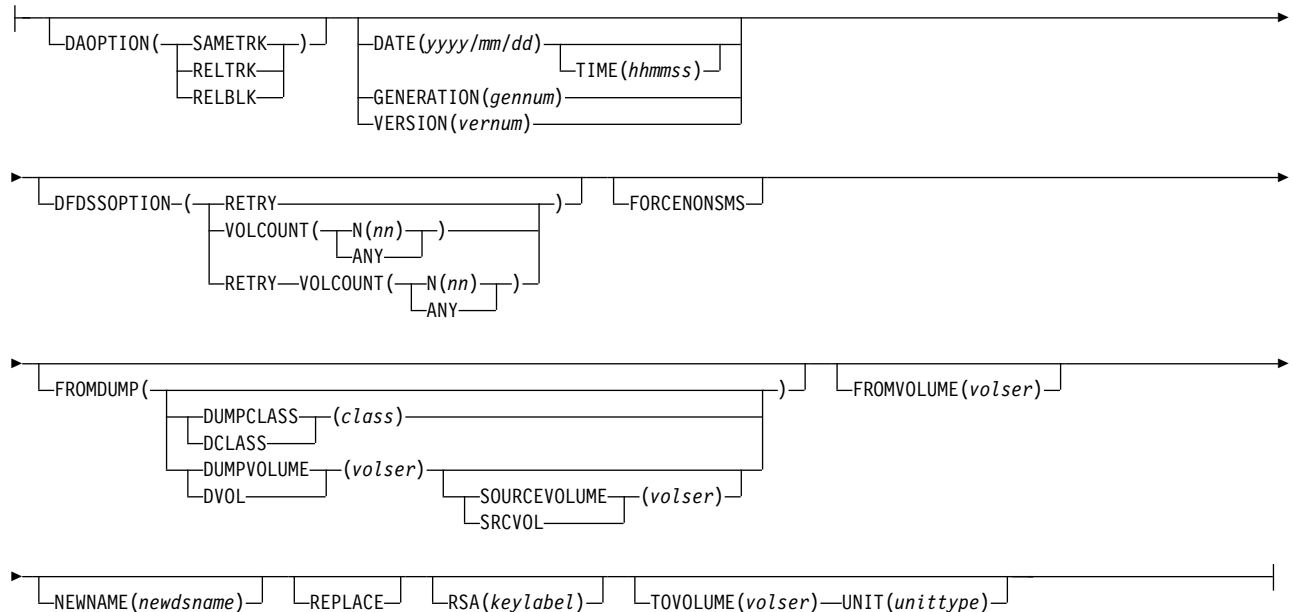 DAOPTION( SAMETRK ) DATE(yyyy/mm/dd)
RELTRK TIME(hhmmss)
RELBLK GENERATION(gennum)
VERSION(vernum)
DFDSSOPTION ( RETRY ) FORCENONSMS
VOLCOUNT( N(nn) )
ANY
RETRY VOLCOUNT( N(nn) )
ANY
FROMDUMP( ) FROMVOLUME(volser)
DUMPCLASS (class)
DCLASS
DUMPVOLUME (volser)
DVOL SOURCEVOLUME (volser)
SRCVOL
NEWNAME(newdsname) REPLACE RSA(keylabel) TOVOLUME(volser) UNIT(unittype)